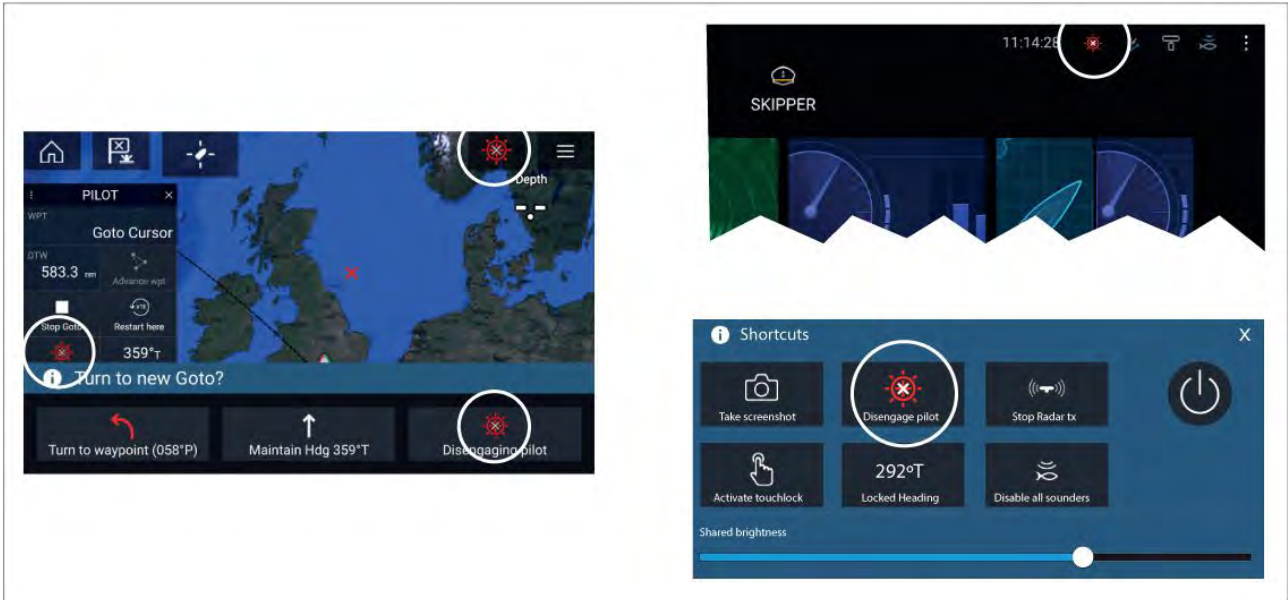 Depth
PILOT
WPT
Goto Cursor
DTW
583.3 nm
Advance wpt
Stop Goto
Restart here
359°T
Turn to new Goto?
Turn to waypoint (058°P)
Maintain Hdg 359°T
Disengaging pilot
11:14:28
SKIPPER
Shortcuts
X
Take screenshot
Disengage pilot
Stop Radar tx
Activate touchlock
292°T
Locked Heading
Disable all sounders
Shared brightness